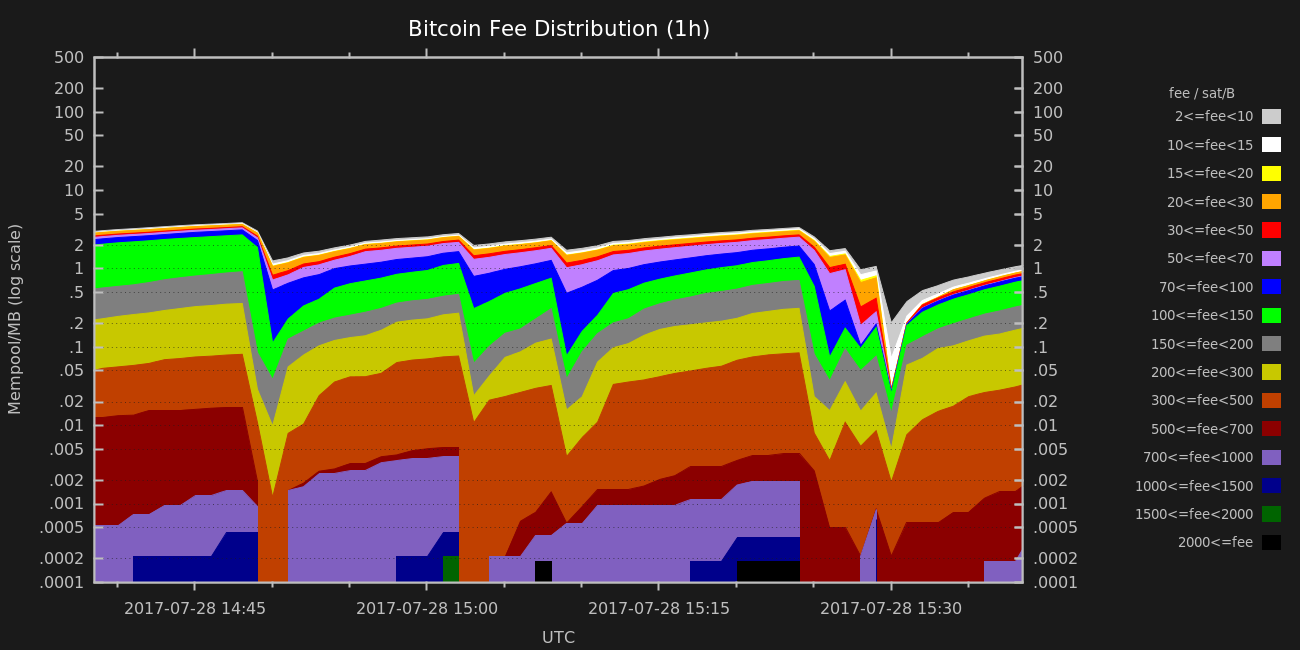 Bitcoin Fee Distribution (1h)
500
200
100
50
20
10
5
2
1
.5
.2
.1
.05
.02
.01
.005
.002
.001
.0005
.0002
.0001
Mempool/MB (log scale)
500
200
100
50
20
10
5
2
1
.5
.2
.1
.05
.02
.01
.005
.002
.001
.0005
.0002
.0001
2017-07-28 14:45
2017-07-28 15:00
2017-07-28 15:15
2017-07-28 15:30
UTC
fee / sat/B
2<=fee<10
10<=fee<15
15<=fee<20
20<=fee<30
30<=fee<50
50<=fee<70
70<=fee<100
100<=fee<150
150<=fee<200
200<=fee<300
300<=fee<500
500<=fee<700
700<=fee<1000
1000<=fee<1500
1500<=fee<2000
2000<=fee